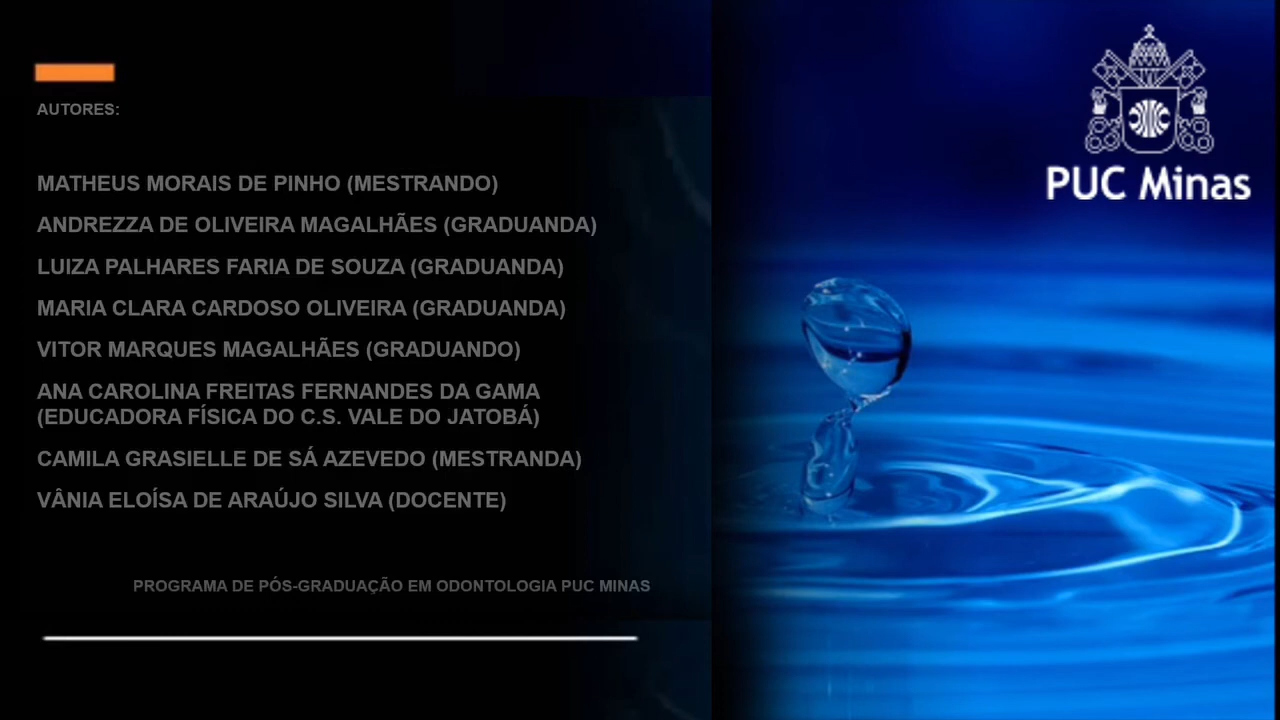 AUTORES:
MATHEUS MORAIS DE PINHO (MESTRANDO)
ANDREZZA DE OLIVEIRA MAGALHÃES (GRADUANDA)
LUIZA PALHARES FARIA DE SOUZA (GRADUANDA)
MARIA CLARA CARDOSO OLIVEIRA (GRADUANDA)
VITOR MARQUES MAGALHÃES (GRADUANDO)
ANA CAROLINA FREITAS FERNANDES DA GAMA
(EDUCADORA FÍSICA DO C.S. VALE DO JATOBÁ)
CAMILA GRASIELLE DE SÁ AZEVEDO (MESTRANDA)
VÂNIA ELOÍSA DE ARAÚJO SILVA (DOCENTE)
PROGRAMA DE PÓS-GRADUAÇÃO EM ODONTOLOGIA PUC MINAS
PUC Minas